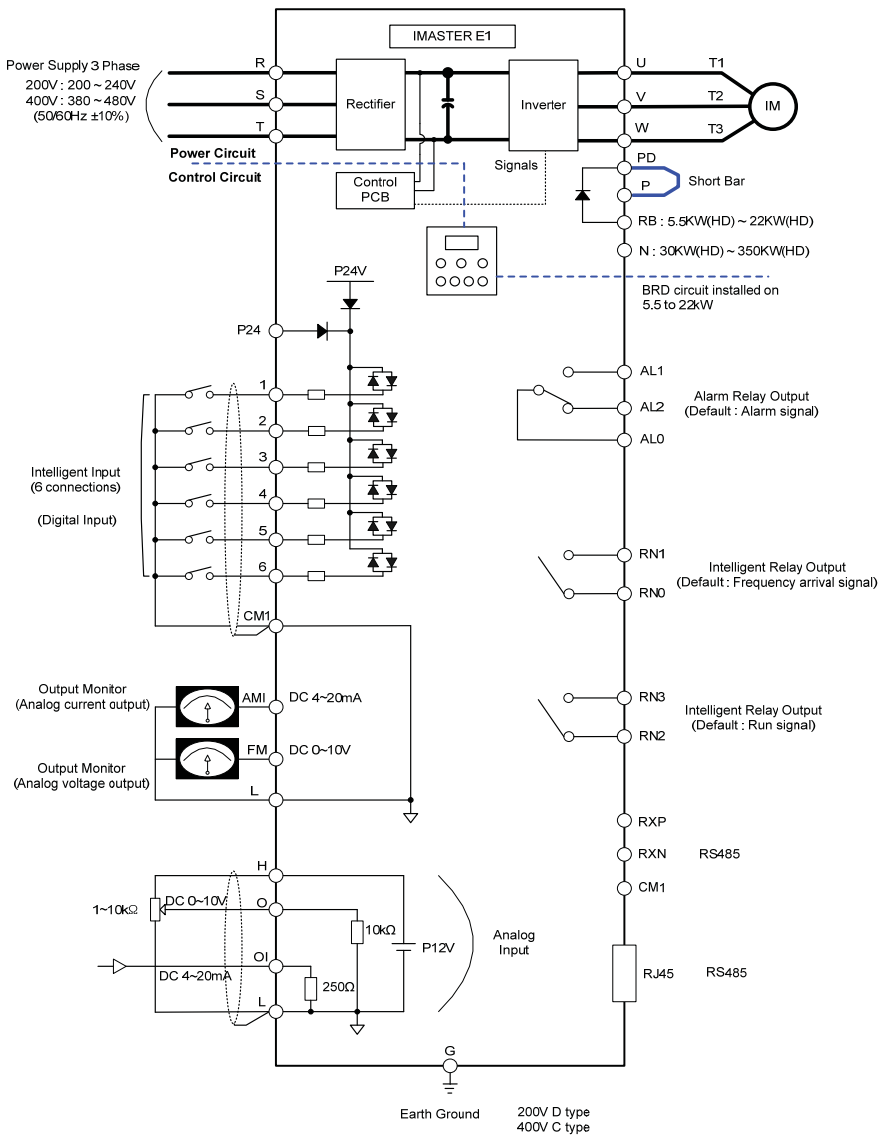 IMASTER E1
Power Supply 3 Phase
200V : 200 ~ 240V
400V : 380 ~ 480V
(50/60Hz ±10%)
R
S
T
Rectifier
Inverter
U
V
W
T1
T2
T3
IM
Power Circuit
Control Circuit
Control
PCB
Signals
PD
P
Short Bar
RB : 5.5KW(HD) ~ 22KW(HD)
N : 30KW(HD) ~ 350KW(HD)
BRD circuit installed on
5.5 to 22kW
P24V
P24
1
2
3
4
5
6
CM1
Intelligent Input
(6 connections)
(Digital Input)
AL1
AL2
AL0
Alarm Relay Output
(Default : Alarm signal)
RN1
RN0
Intelligent Relay Output
(Default : Frequency arrival signal)
RN3
RN2
Intelligent Relay Output
(Default : Run signal)
Output Monitor
(Analog current output)
AMI
DC 4~20mA
Output Monitor
(Analog voltage output)
FM
DC 0~10V
L
RXP
RXN
RS485
CM1
H
1~10kΩ
DC 0~10V
O
10kΩ
P12V
Analog
Input
OI
DC 4~20mA
250Ω
L
RJ45
RS485
G
Earth Ground
200V D type
400V C type